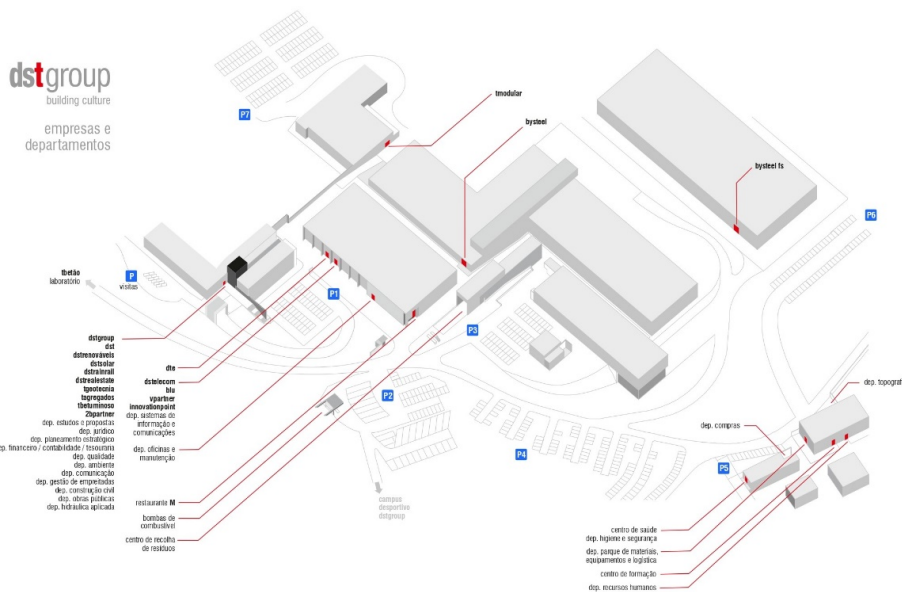 dstgroup
building culture
empresas e
departamentos
P7
tmodular
bysteel
bysteel fs
P6
tbetão
laboratório
P
visitas
P1
P3
dstgroup
dst
dstrenováveis
dstsolar
dstrainrail
dstrealestate
tgeotecnia
tagregados
tbetuminoso
2bpartner
dep. estudos e propostas
dep. jurídico
dep. planeamento estratégico
dep. financeiro / contabilidade / tesouraria
dep. qualidade
dep. ambiente
dep. comunicação
dep. gestão de empreitadas
dep. construção civil
dep. obras públicas
dep. hidráulica aplicada
dte
dstelecom
blu
vpartner
innovationpoint
dep. sistemas de
informação e
comunicações
dep. oficinas e
manutenção
restaurante M
bombas de
combustível
centro de recolha
de resíduos
P2
campus
desportivo
dstgroup
P4
P5
dep. compras
dep. topograf
centro de saúde
dep. higiene e segurança
dep. parque de materiais,
equipamentos e logística
centro de formação
dep. recursos humanos